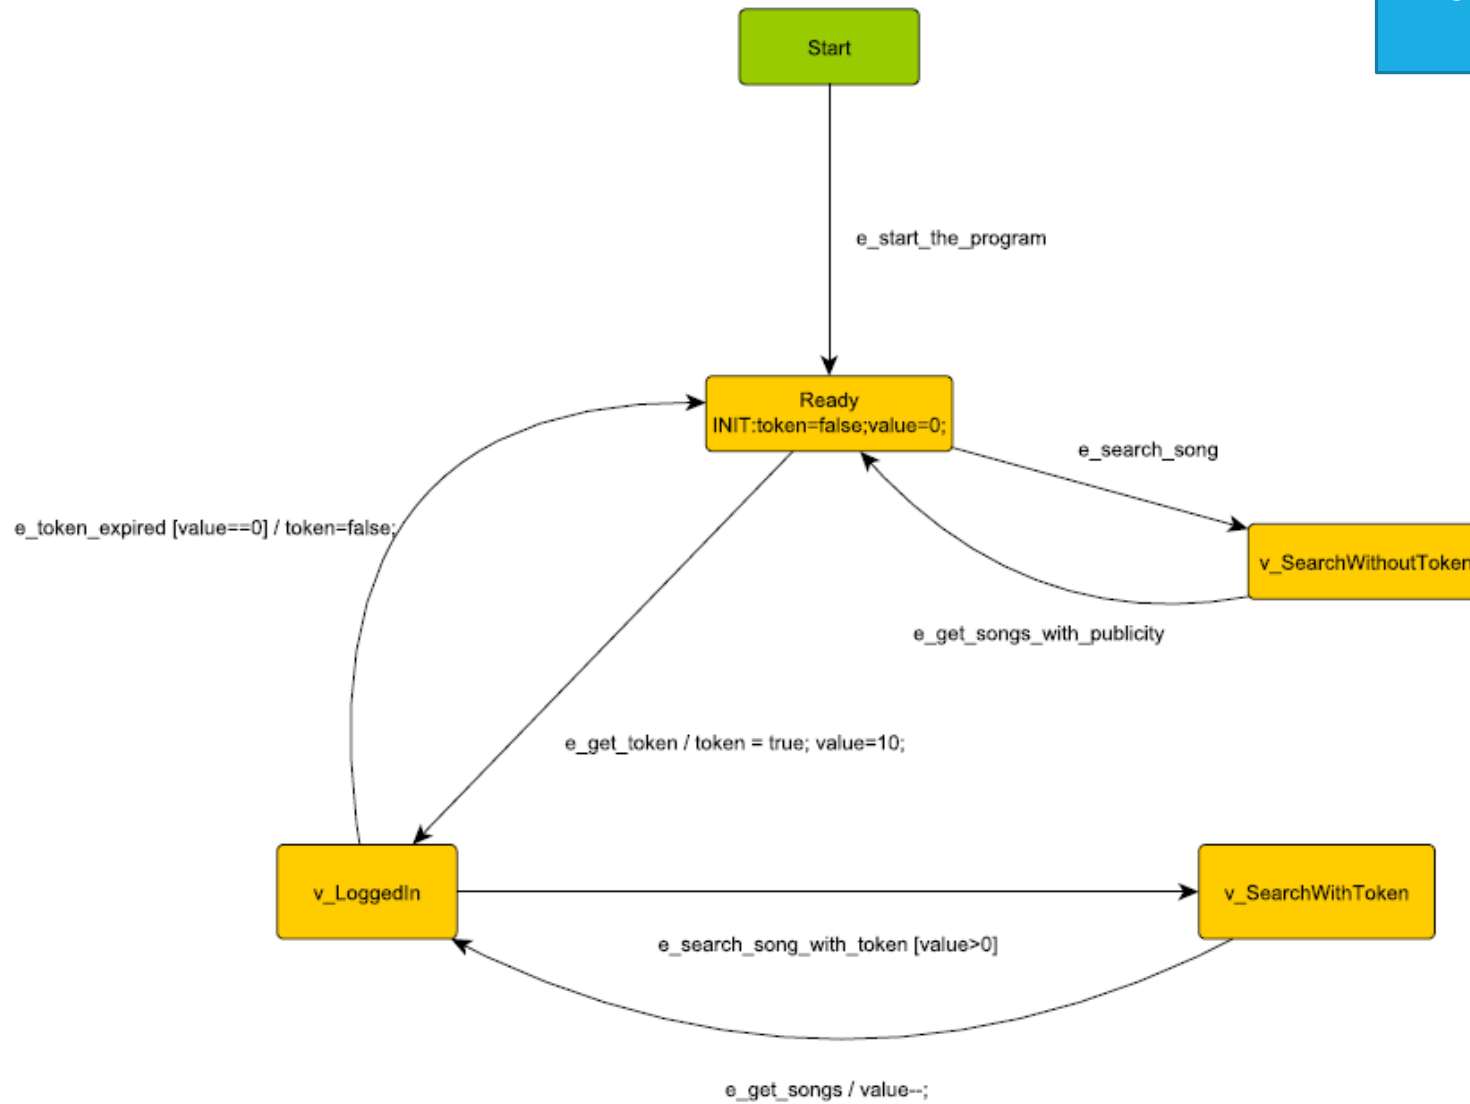 Start
e_start_the_program
Ready
INIT:token=false;value=0;
e_search_song
e_token_expired [value==0] / token=false;
v_SearchWithoutToken
e_get_songs_with_publicity
e_get_token / token = true; value=10;
v_LoggedIn
v_SearchWithToken
e_search_song_with_token [value>0]
e_get_songs / value--;